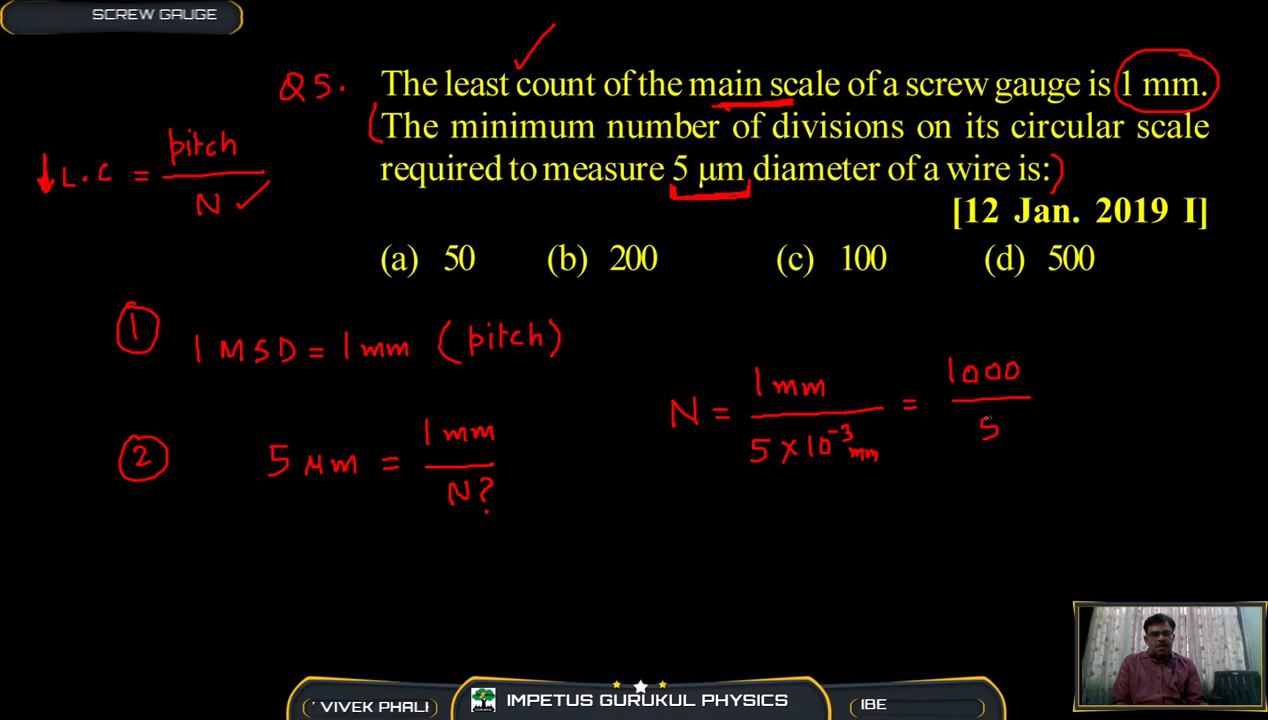 SCREW GAUGE
Q5. The least count of the main scale of a screw gauge is 1 mm.
(The minimum number of divisions on its circular scale
required to measure 5 μm diameter of a wire is:)
[12 Jan. 2019 I]
(a) 50 (b) 200 (c) 100 (d) 500
↓ L.C = pitch / N ✓
① 1 MSD = 1 mm (pitch)
② 5 μm = 1 mm / N?
N = 1 mm / 5 × 10⁻³ mm = 1000 / 5
VIVEK PHAL
IMPETUS GURUKUL PHYSICS
IBE